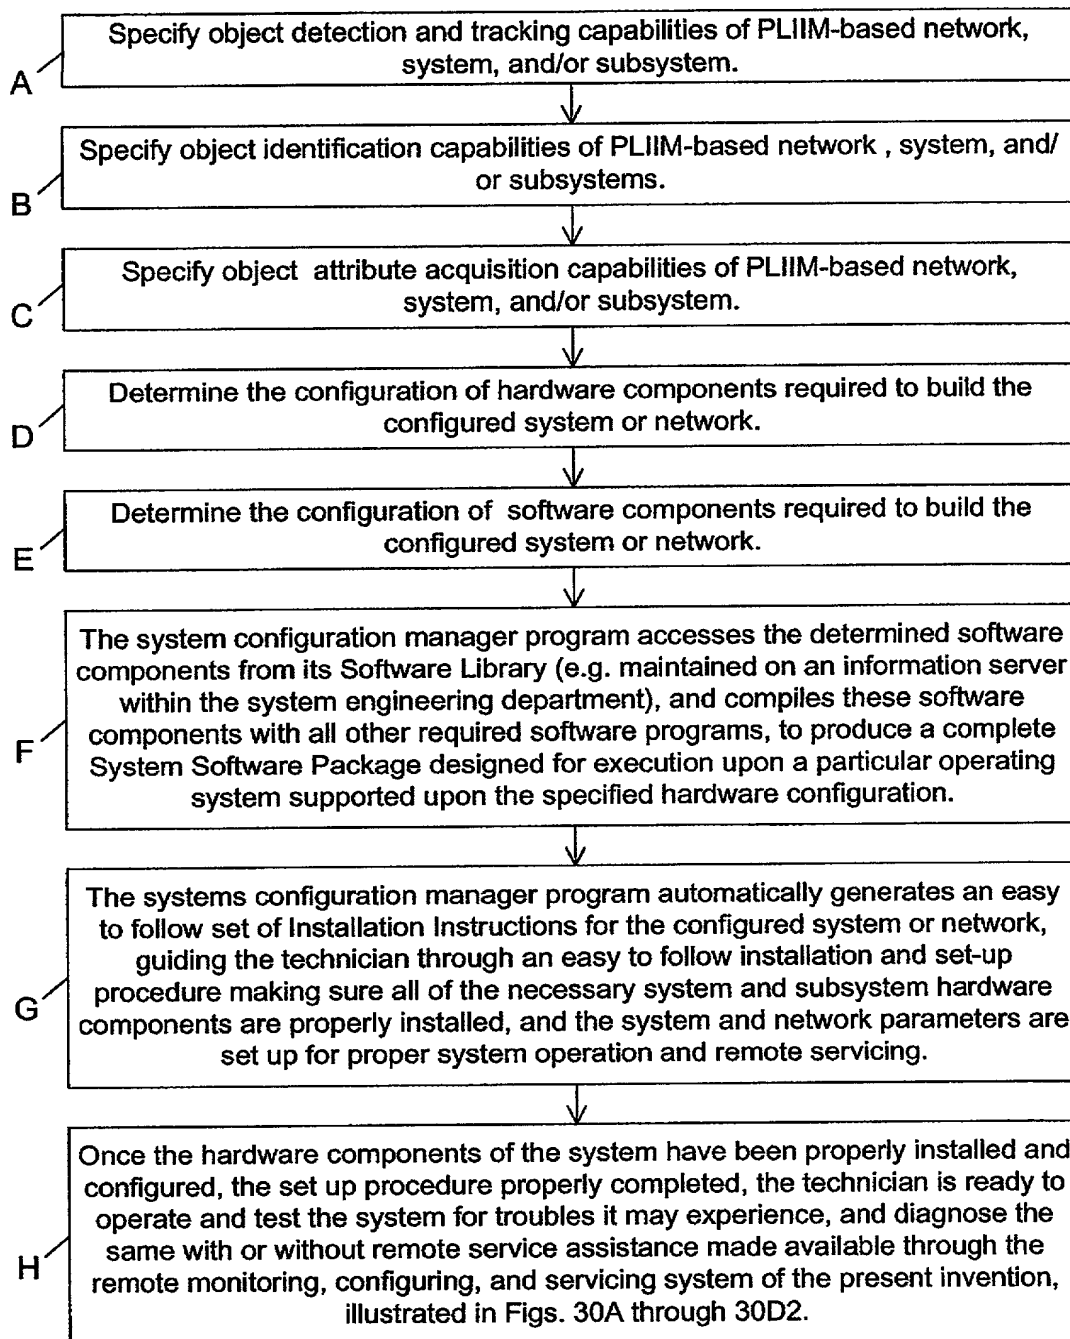 Specify object detection and tracking capabilities of PLIIM-based network,
system, and/or subsystem.
A
Specify object identification capabilities of PLIIM-based network , system, and/
or subsystems.
B
Specify object attribute acquisition capabilities of PLIIM-based network,
system, and/or subsystem.
C
Determine the configuration of hardware components required to build the
configured system or network.
D
Determine the configuration of software components required to build the
configured system or network.
E
The system configuration manager program accesses the determined software
components from its Software Library (e.g. maintained on an information server
within the system engineering department), and compiles these software
components with all other required software programs, to produce a complete
System Software Package designed for execution upon a particular operating
system supported upon the specified hardware configuration.
F
The systems configuration manager program automatically generates an easy
to follow set of Installation Instructions for the configured system or network,
guiding the technician through an easy to follow installation and set-up
procedure making sure all of the necessary system and subsystem hardware
components are properly installed, and the system and network parameters are
set up for proper system operation and remote servicing.
G
Once the hardware components of the system have been properly installed and
configured, the set up procedure properly completed, the technician is ready to
operate and test the system for troubles it may experience, and diagnose the
same with or without remote service assistance made available through the
remote monitoring, configuring, and servicing system of the present invention,
illustrated in Figs. 30A through 30D2.
H